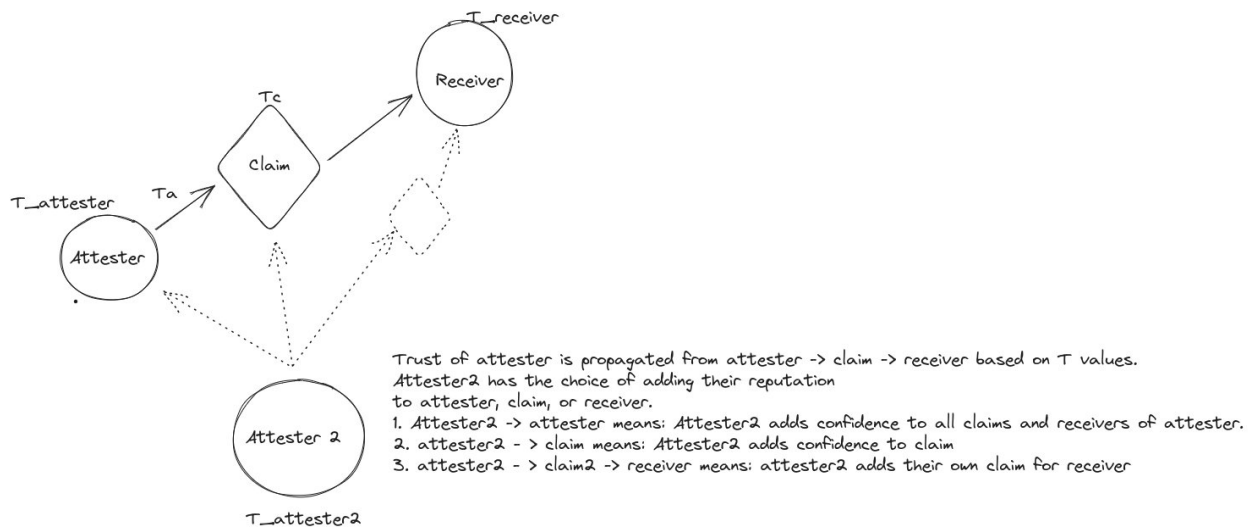 T_receiver
Receiver
Tc
Claim
Ta
T_attester
Attester
Trust of attester is propagated from attester -> claim -> receiver based on T values.
Attester2 has the choice of adding their reputation
to attester, claim, or receiver.
1. Attester2 -> attester means: Attester2 adds confidence to all claims and receivers of attester.
2. attester2 - > claim means: Attester2 adds confidence to claim
3. attester2 - > claim2 -> receiver means: attester2 adds their own claim for receiver
Attester 2
T_attester2